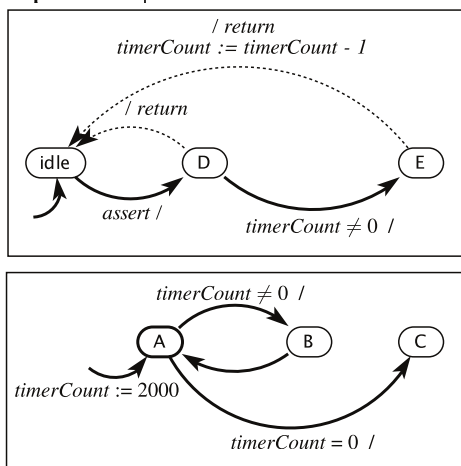 / return
timerCount := timerCount - 1
/ return
idle
D
E
assert /
timerCount ≠ 0 /
timerCount ≠ 0 /
A
B
C
timerCount := 2000
timerCount = 0 /